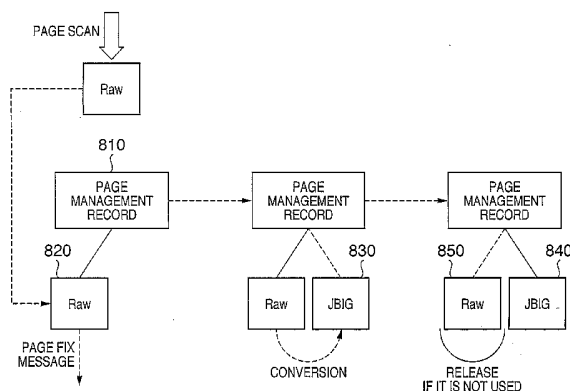 PAGE SCAN
Raw
810
PAGE
MANAGEMENT
RECORD
PAGE
MANAGEMENT
RECORD
PAGE
MANAGEMENT
RECORD
820
830
850
840
Raw
Raw
JBIG
Raw
JBIG
PAGE FIX
MESSAGE
CONVERSION
RELEASE
IF IT IS NOT USED